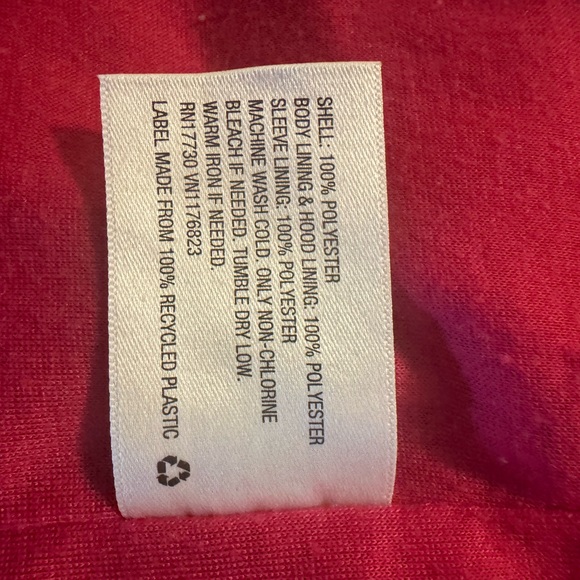 SHELL: 100% POLYESTER
BODY LINING & HOOD LINING: 100% POLYESTER
SLEEVE LINING: 100% POLYESTER
MACHINE WASH COLD. ONLY NON-CHLORINE
BLEACH IF NEEDED. TUMBLE DRY LOW.
WARM IRON IF NEEDED.
RN17730 VN1176823
LABEL MADE FROM 100% RECYCLED PLASTIC